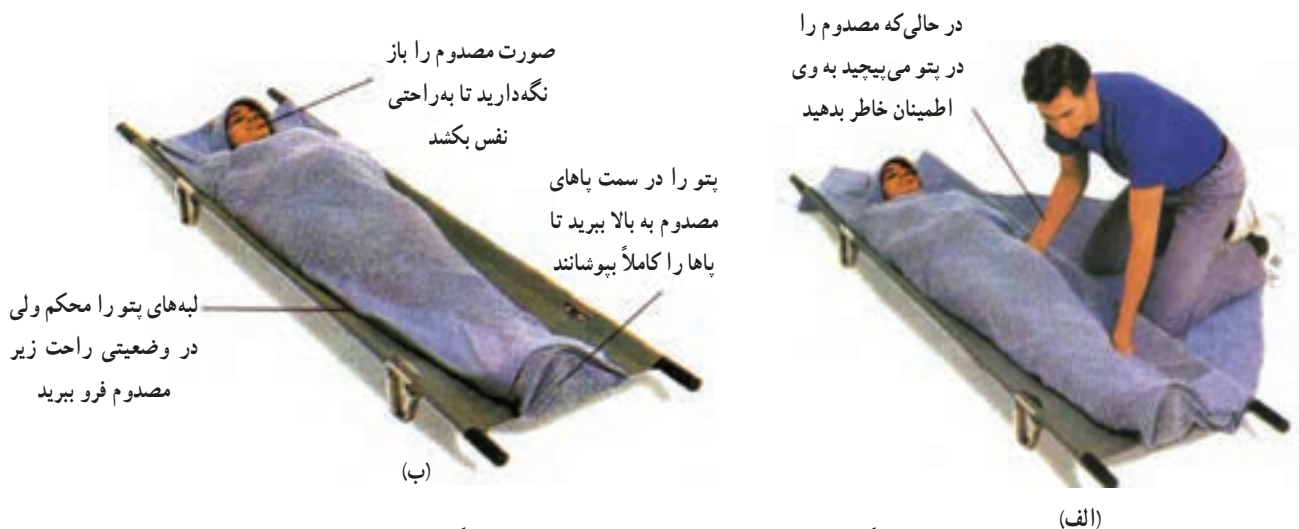 در حالی‌که مصدوم را
در پتو می‌پیچید به وی
اطمینان خاطر بدهید
(الف)
صورت مصدوم را باز
نگه‌دارید تا به‌راحتی
نفس بکشد
پتو را در سمت پاهای
مصدوم به بالا ببرید تا
پاها را کاملاً بپوشانند
لبه‌های پتو را محکم ولی
در وضعیتی راحت زیر
مصدوم فرو ببرید
(ب)